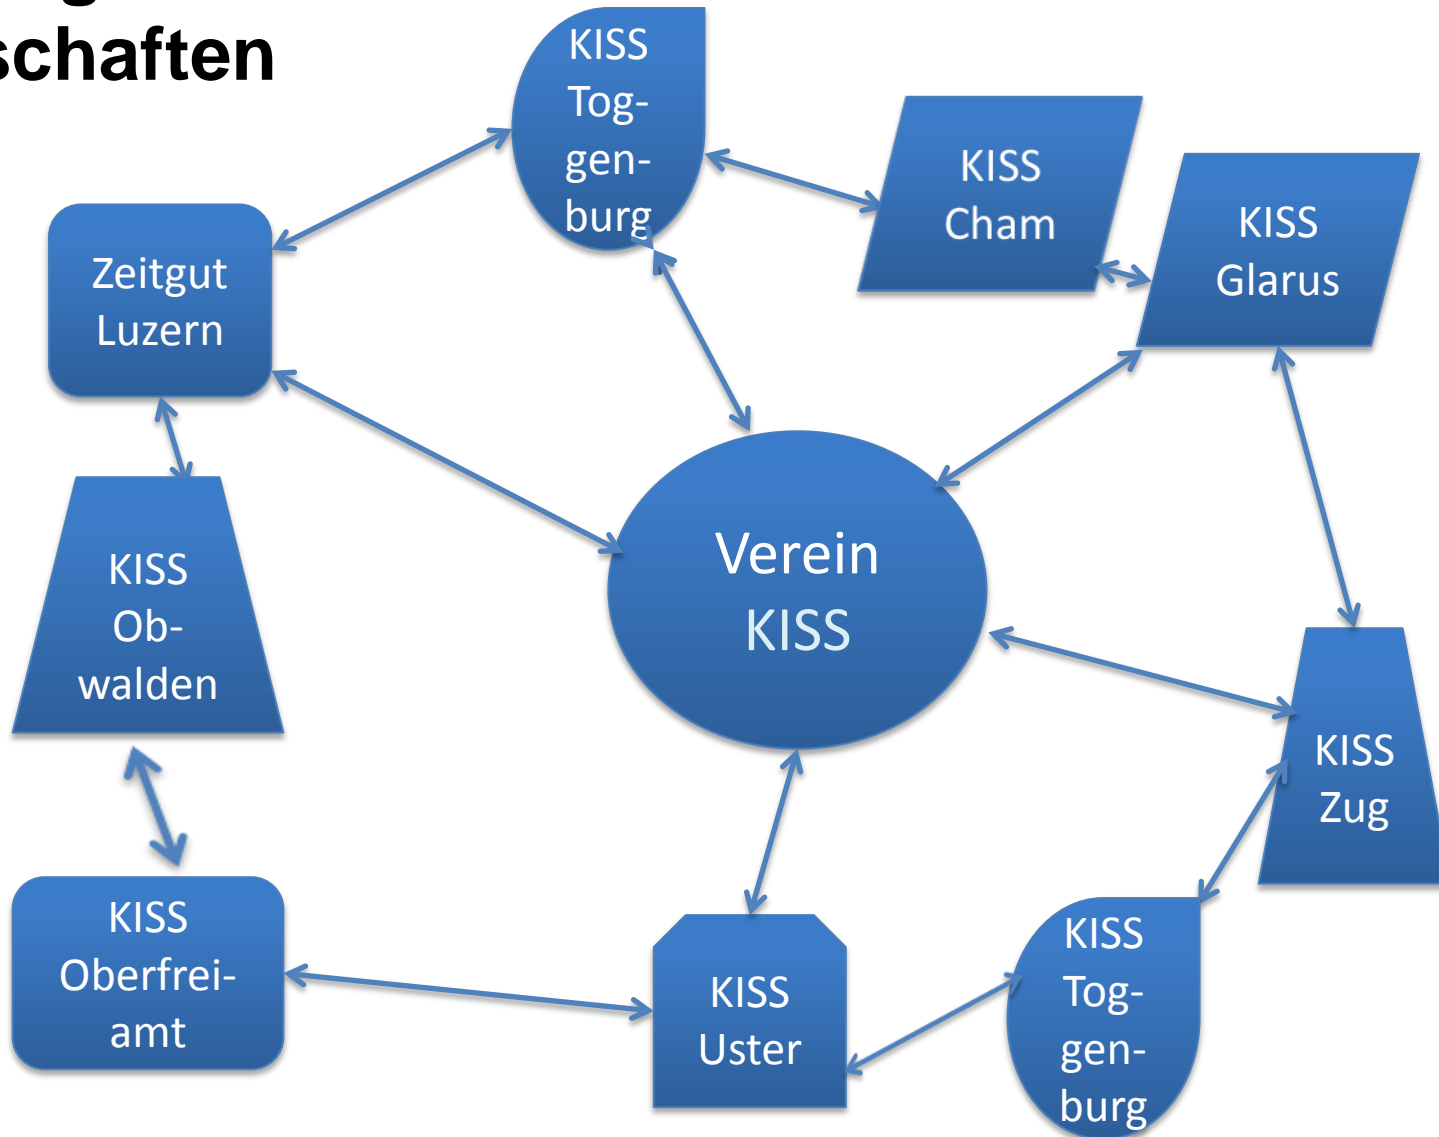 schaften
KISS
Tog-
gen-
burg
KISS
Cham
KISS
Glarus
Zeitgut
Luzern
Verein
KISS
KISS
Ob-
walden
KISS
Zug
KISS
Oberfrei-
amt
KISS
Uster
KISS
Tog-
gen-
burg